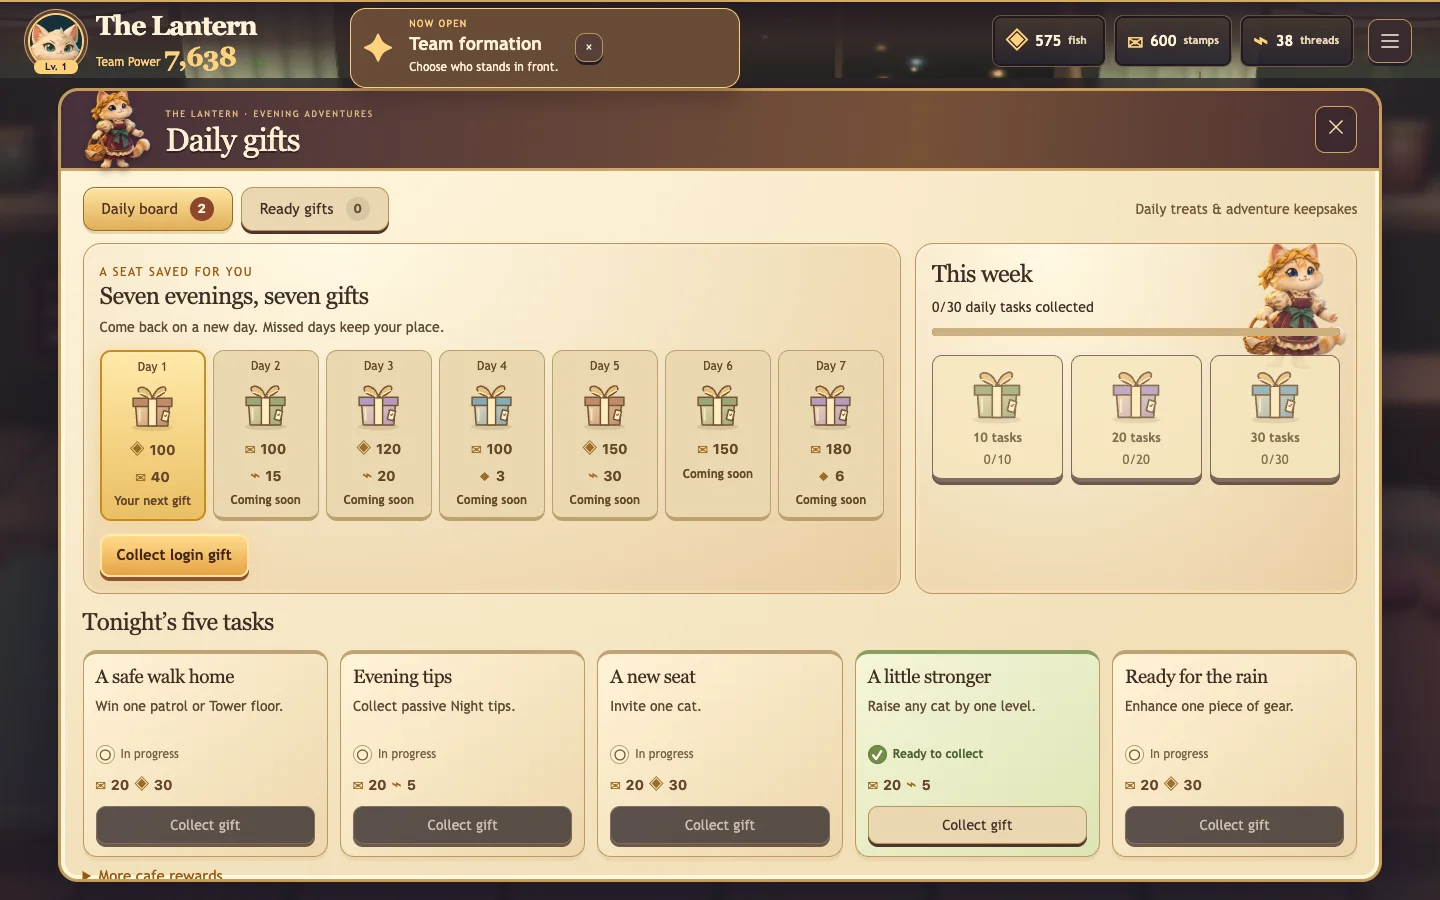 The Lantern
Team Power 7,638
Lv. 1
NOW OPEN
Team formation
Choose who stands in front.
×
575 fish
600 stamps
38 threads
THE LANTERN · EVENING ADVENTURES
Daily gifts
Daily board 2
Ready gifts 0
Daily treats & adventure keepsakes
A SEAT SAVED FOR YOU
Seven evenings, seven gifts
Come back on a new day. Missed days keep your place.
Day 1
100
40
Your next gift
Day 2
100
15
Coming soon
Day 3
120
20
Coming soon
Day 4
100
3
Coming soon
Day 5
150
30
Coming soon
Day 6
150
Coming soon
Day 7
180
6
Coming soon
Collect login gift
This week
0/30 daily tasks collected
10 tasks
0/10
20 tasks
0/20
30 tasks
0/30
Tonight's five tasks
A safe walk home
Win one patrol or Tower floor.
In progress
20 30
Collect gift
Evening tips
Collect passive Night tips.
In progress
20 5
Collect gift
A new seat
Invite one cat.
In progress
20 30
Collect gift
A little stronger
Raise any cat by one level.
Ready to collect
20 5
Collect gift
Ready for the rain
Enhance one piece of gear.
In progress
20 30
Collect gift
More cafe rewards